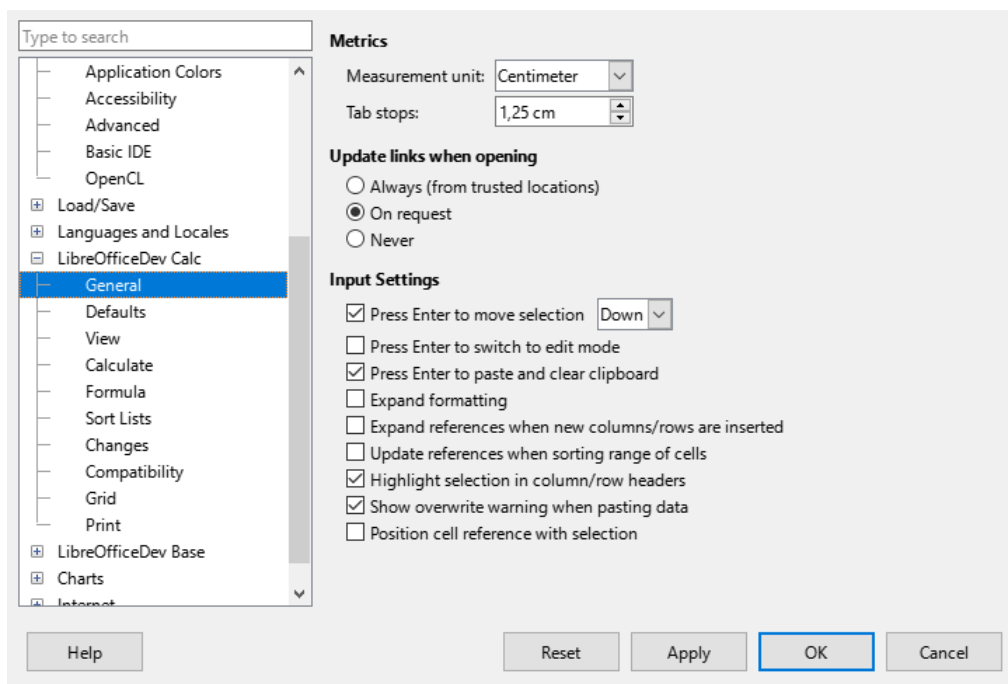 Type to search
Application Colors
Accessibility
Advanced
Basic IDE
OpenCL
Load/Save
Languages and Locales
LibreOfficeDev Calc
General
Defaults
View
Calculate
Formula
Sort Lists
Changes
Compatibility
Grid
Print
LibreOfficeDev Base
Charts
Internet
Metrics
Measurement unit: Centimeter
Tab stops: 1,25 cm
Update links when opening
Always (from trusted locations)
On request
Never
Input Settings
Press Enter to move selection Down
Press Enter to switch to edit mode
Press Enter to paste and clear clipboard
Expand formatting
Expand references when new columns/rows are inserted
Update references when sorting range of cells
Highlight selection in column/row headers
Show overwrite warning when pasting data
Position cell reference with selection
Help Reset Apply OK Cancel